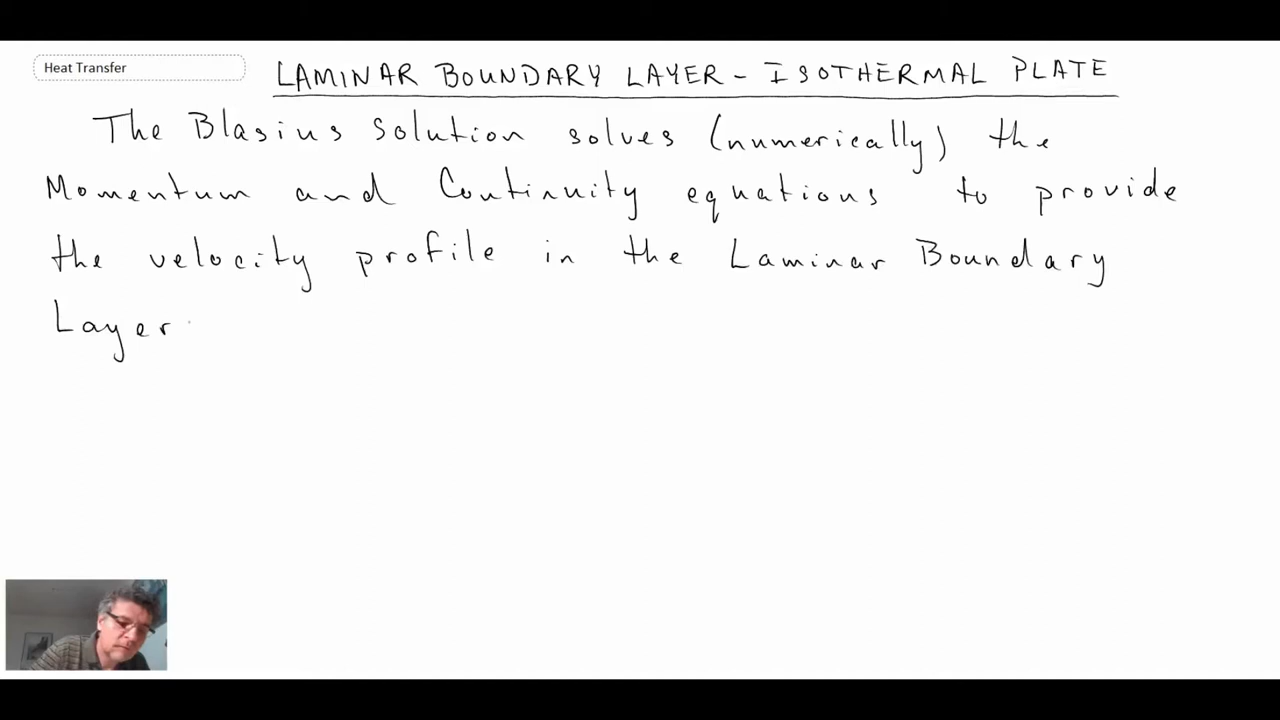 Heat Transfer
LAMINAR BOUNDARY LAYER - ISOTHERMAL PLATE
The Blasius Solution solves (numerically) the
Momentum and Continuity equations to provide
the velocity profile in the Laminar Boundary
Layer.